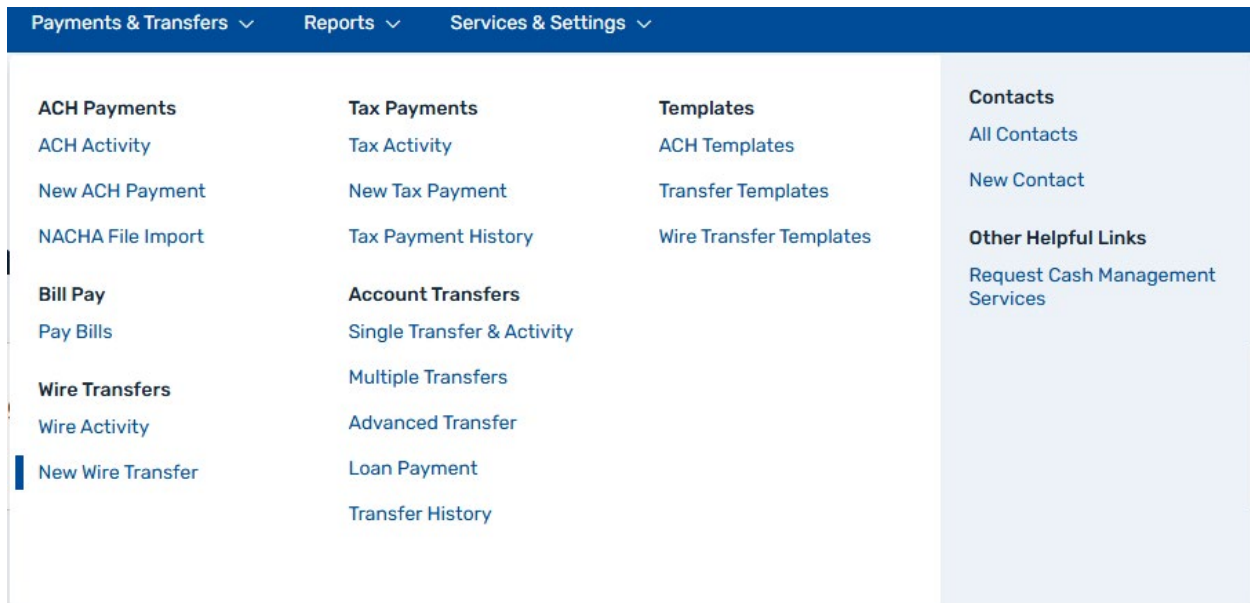 Payments & Transfers
Reports
Services & Settings
ACH Payments
ACH Activity
New ACH Payment
NACHA File Import
Bill Pay
Pay Bills
Wire Transfers
Wire Activity
New Wire Transfer
Tax Payments
Tax Activity
New Tax Payment
Tax Payment History
Account Transfers
Single Transfer & Activity
Multiple Transfers
Advanced Transfer
Loan Payment
Transfer History
Templates
ACH Templates
Transfer Templates
Wire Transfer Templates
Contacts
All Contacts
New Contact
Other Helpful Links
Request Cash Management
Services